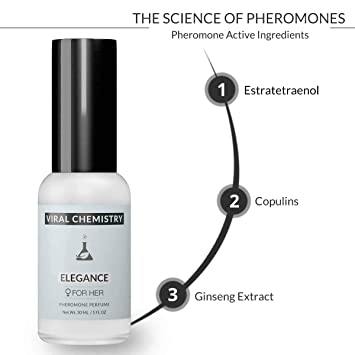 THE SCIENCE OF PHEROMONES
Pheromone Active Ingredients
1 Estratetraenol
2 Copulins
3 Ginseng Extract
VIRAL CHEMISTRY
ELEGANCE
♀FOR HER
PHEROMONE PERFUME
Net Wt. 30 ML / 5 FL OZ